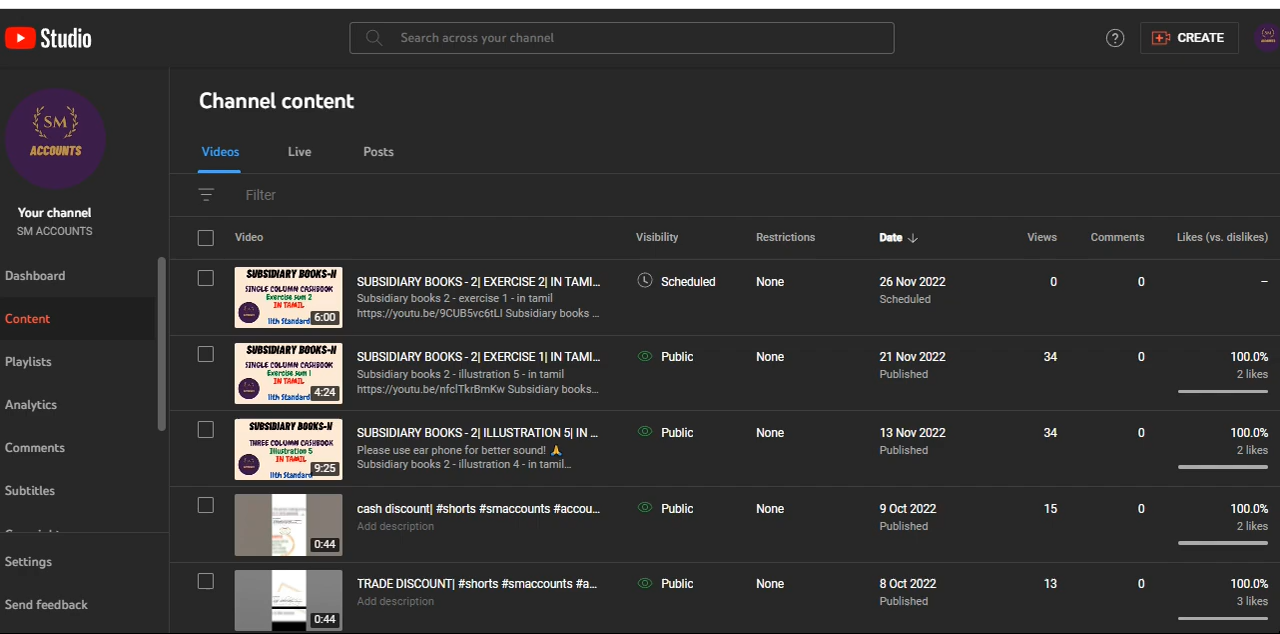 Studio
Search across your channel
?
CREATE
SM
ACCOUNTS
Your channel
SM ACCOUNTS
Dashboard
Content
Playlists
Analytics
Comments
Subtitles
Settings
Send feedback
Channel content
Videos Live Posts
Filter
Video Visibility Restrictions Date Views Comments Likes (vs. dislikes)
SUBSIDIARY BOOKS-II
SINGLE COLUMN CASHBOOK
Exercise sum 2
IN TAMIL
11th Standard
6:00
SUBSIDIARY BOOKS - 2| EXERCISE 2| IN TAMI...
Subsidiary books 2 - exercise 1 - in tamil
https://youtu.be/9CUB5vc6tLI Subsidiary books ...
Scheduled
None
26 Nov 2022
Scheduled
0
0
–
SUBSIDIARY BOOKS-II
SINGLE COLUMN CASHBOOK
Exercise sum 1
IN TAMIL
11th Standard
4:24
SUBSIDIARY BOOKS - 2| EXERCISE 1| IN TAMI...
Subsidiary books 2 - illustration 5 - in tamil
https://youtu.be/nfclTkrBmKw Subsidiary books...
Public
None
21 Nov 2022
Published
34
0
100.0%
2 likes
SUBSIDIARY BOOKS-II
THREE COLUMN CASHBOOK
Illustration 5
IN TAMIL
11th Standard
9:25
SUBSIDIARY BOOKS - 2| ILLUSTRATION 5| IN ...
Please use ear phone for better sound! 🙏
Subsidiary books 2 - illustration 4 - in tamil...
Public
None
13 Nov 2022
Published
34
0
100.0%
2 likes
0:44
cash discount| #shorts #smaccounts #accou...
Add description
Public
None
9 Oct 2022
Published
15
0
100.0%
2 likes
0:44
TRADE DISCOUNT| #shorts #smaccounts #a...
Add description
Public
None
8 Oct 2022
Published
13
0
100.0%
3 likes